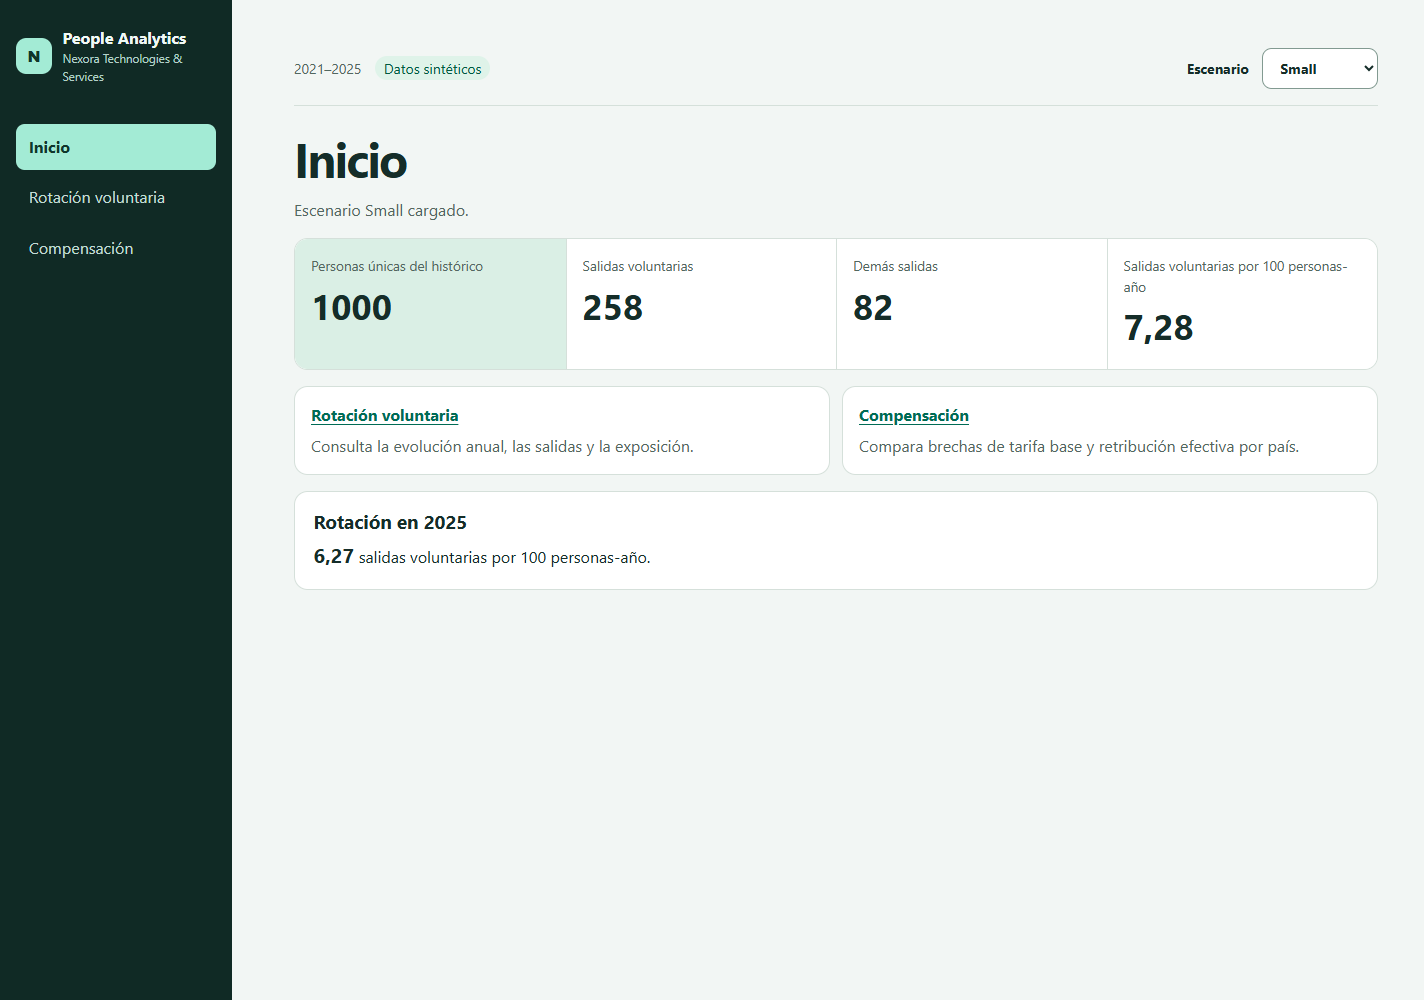 N
People Analytics
Nexora Technologies &
Services
Inicio
Rotación voluntaria
Compensación
2021–2025
Datos sintéticos
Escenario
Small
Inicio
Escenario Small cargado.
Personas únicas del histórico
1000
Salidas voluntarias
258
Demás salidas
82
Salidas voluntarias por 100 personas-
año
7,28
Rotación voluntaria
Consulta la evolución anual, las salidas y la exposición.
Compensación
Compara brechas de tarifa base y retribución efectiva por país.
Rotación en 2025
6,27 salidas voluntarias por 100 personas-año.